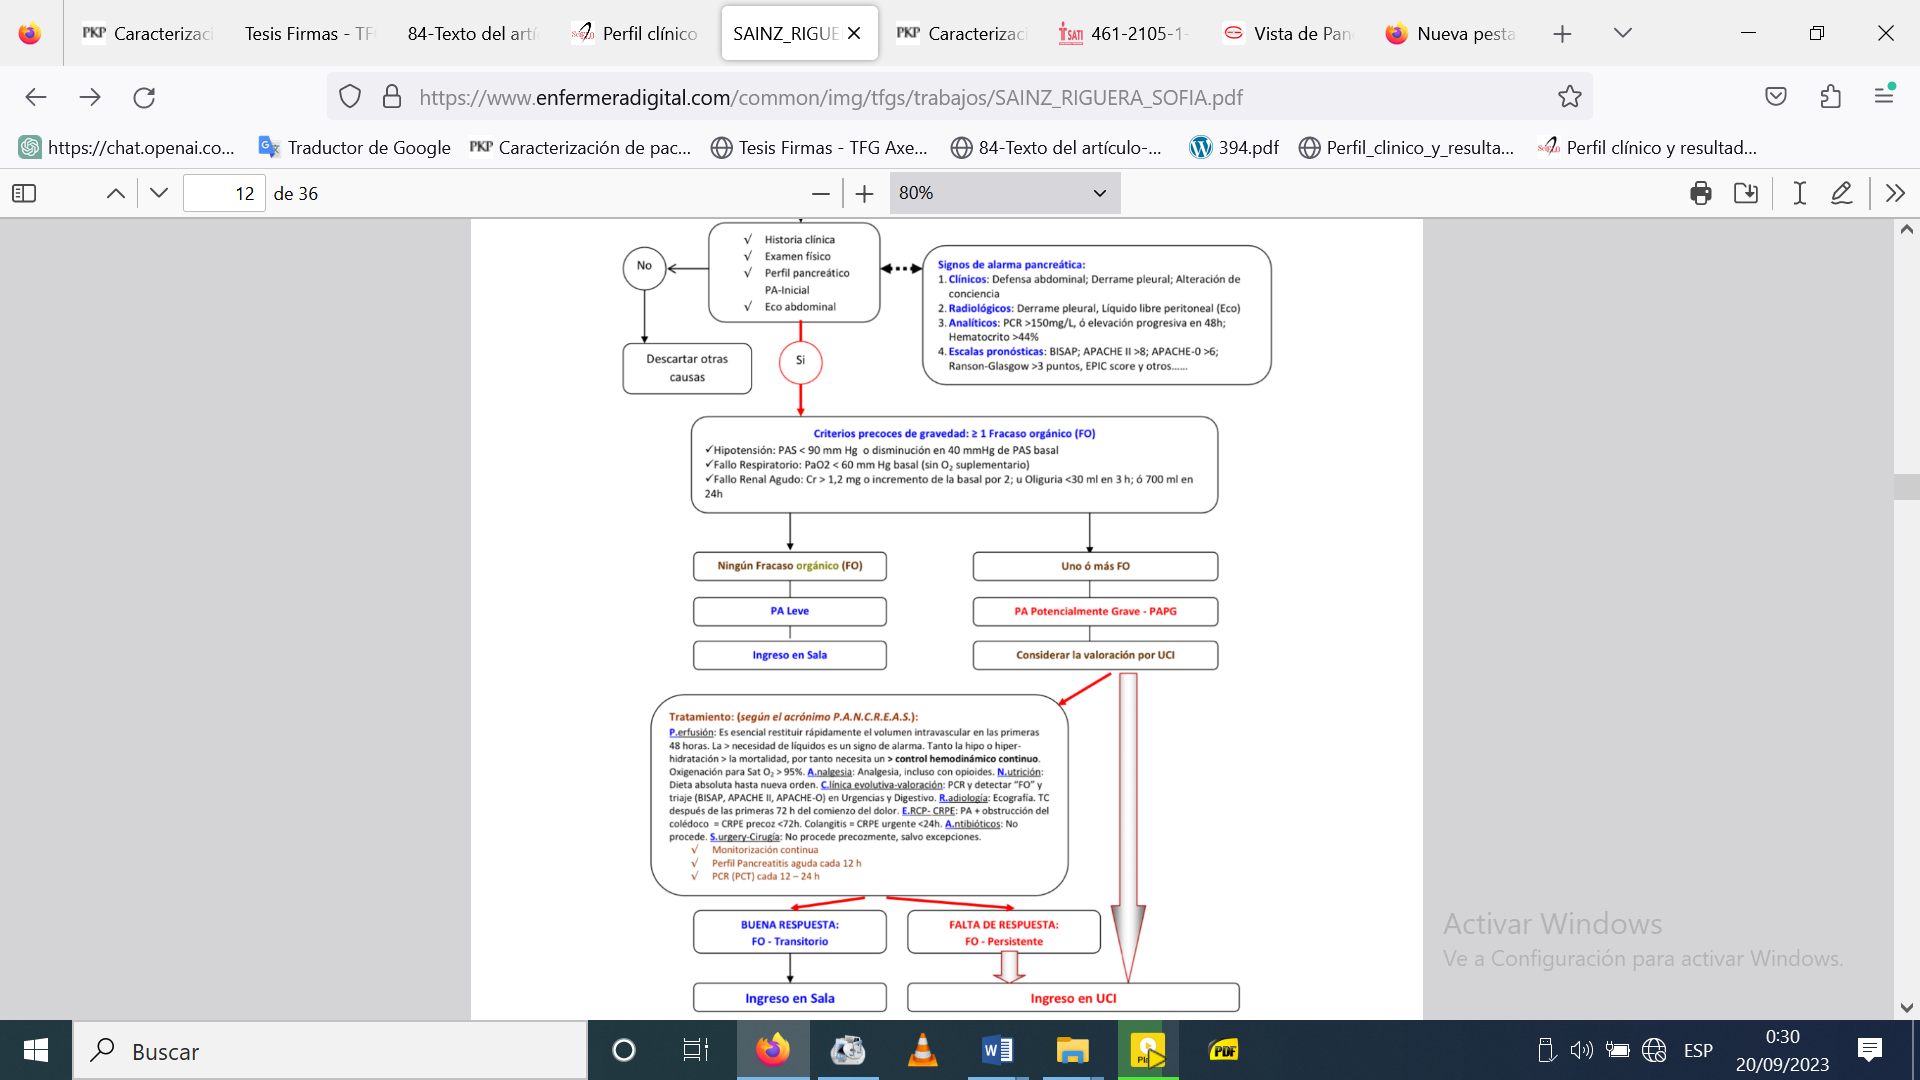 Caracterizaci
Tesis Firmas - TF
84-Texto del artí
Perfil clínico
SAINZ_RIGUE
Caracterizaci
461-2105-1-
Vista de Pan
Nueva pesta
https://www.enfermeradigital.com/common/img/tfgs/trabajos/SAINZ_RIGUERA_SOFIA.pdf
https://chat.openai.co...
Traductor de Google
PKP Caracterización de pac...
Tesis Firmas - TFG Axe...
84-Texto del artículo-...
394.pdf
Perfil_clinico_y_resulta...
Perfil clínico y resultad...
12 de 36
80%
√ Historia clínica
√ Examen físico
√ Perfil pancreático
PA-Inicial
√ Eco abdominal
No
Descartar otras
causas
Si
Signos de alarma pancreática:
1. Clínicos: Defensa abdominal; Derrame pleural; Alteración de
conciencia
2. Radiológicos: Derrame pleural, Líquido libre peritoneal (Eco)
3. Analíticos: PCR >150mg/L, ó elevación progresiva en 48h;
Hematocrito >44%
4. Escalas pronósticas: BISAP; APACHE II >8; APACHE-0 >6;
Ranson-Glasgow >3 puntos, EPIC score y otros......
Criterios precoces de gravedad: ≥ 1 Fracaso orgánico (FO)
✓Hipotensión: PAS < 90 mm Hg o disminución en 40 mmHg de PAS basal
✓Fallo Respiratorio: PaO2 < 60 mm Hg basal (sin O2 suplementario)
✓Fallo Renal Agudo: Cr > 1,2 mg o incremento de la basal por 2; u Oliguria <30 ml en 3 h; ó 700 ml en
24h
Ningún Fracaso orgánico (FO)
Uno ó más FO
PA Leve
PA Potencialmente Grave - PAPG
Ingreso en Sala
Considerar la valoración por UCI
Tratamiento: (según el acrónimo P.A.N.C.R.E.A.S.):
P.erfusión: Es esencial restituir rápidamente el volumen intravascular en las primeras
48 horas. La > necesidad de líquidos es un signo de alarma. Tanto la hipo o hiper-
hidratación > la mortalidad, por tanto necesita un > control hemodinámico continuo.
Oxigenación para Sat O2 > 95%. A.nalgesia: Analgesia, incluso con opioides. N.utrición:
Dieta absoluta hasta nueva orden. C.línica evolutiva-valoración: PCR y detectar "FO" y
triaje (BISAP, APACHE II, APACHE-O) en Urgencias y Digestivo. R.adiología: Ecografía. TC
después de las primeras 72 h del comienzo del dolor. E.RCP- CRPE: PA + obstrucción del
colédoco = CRPE precoz <72h. Colangitis = CRPE urgente <24h. A.ntibióticos: No
procede. S.urgery-Cirugía: No procede precozmente, salvo excepciones.
√ Monitorización continua
√ Perfil Pancreatitis aguda cada 12 h
√ PCR (PCT) cada 12 – 24 h
BUENA RESPUESTA:
FO - Transitorio
FALTA DE RESPUESTA:
FO - Persistente
Ingreso en Sala
Ingreso en UCI
Activar Windows
Ve a Configuración para activar Windows.
Buscar
ESP
0:30
20/09/2023